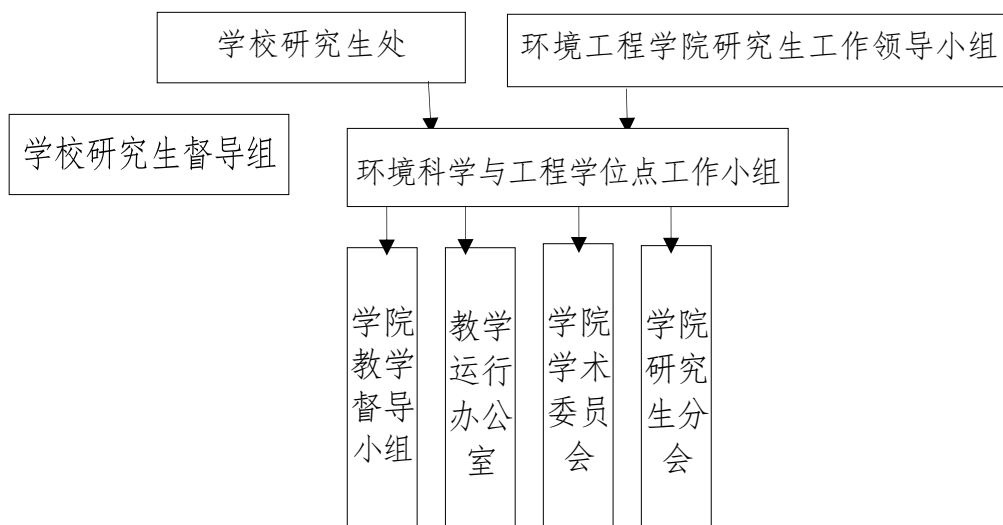 学校研究生处
环境工程学院研究生工作领导小组
学校研究生督导组
环境科学与工程学位点工作小组
学院
教学
督导
小组
教学
运行
办公
室
学院
学术
委员
会
学院
研究
生分
会